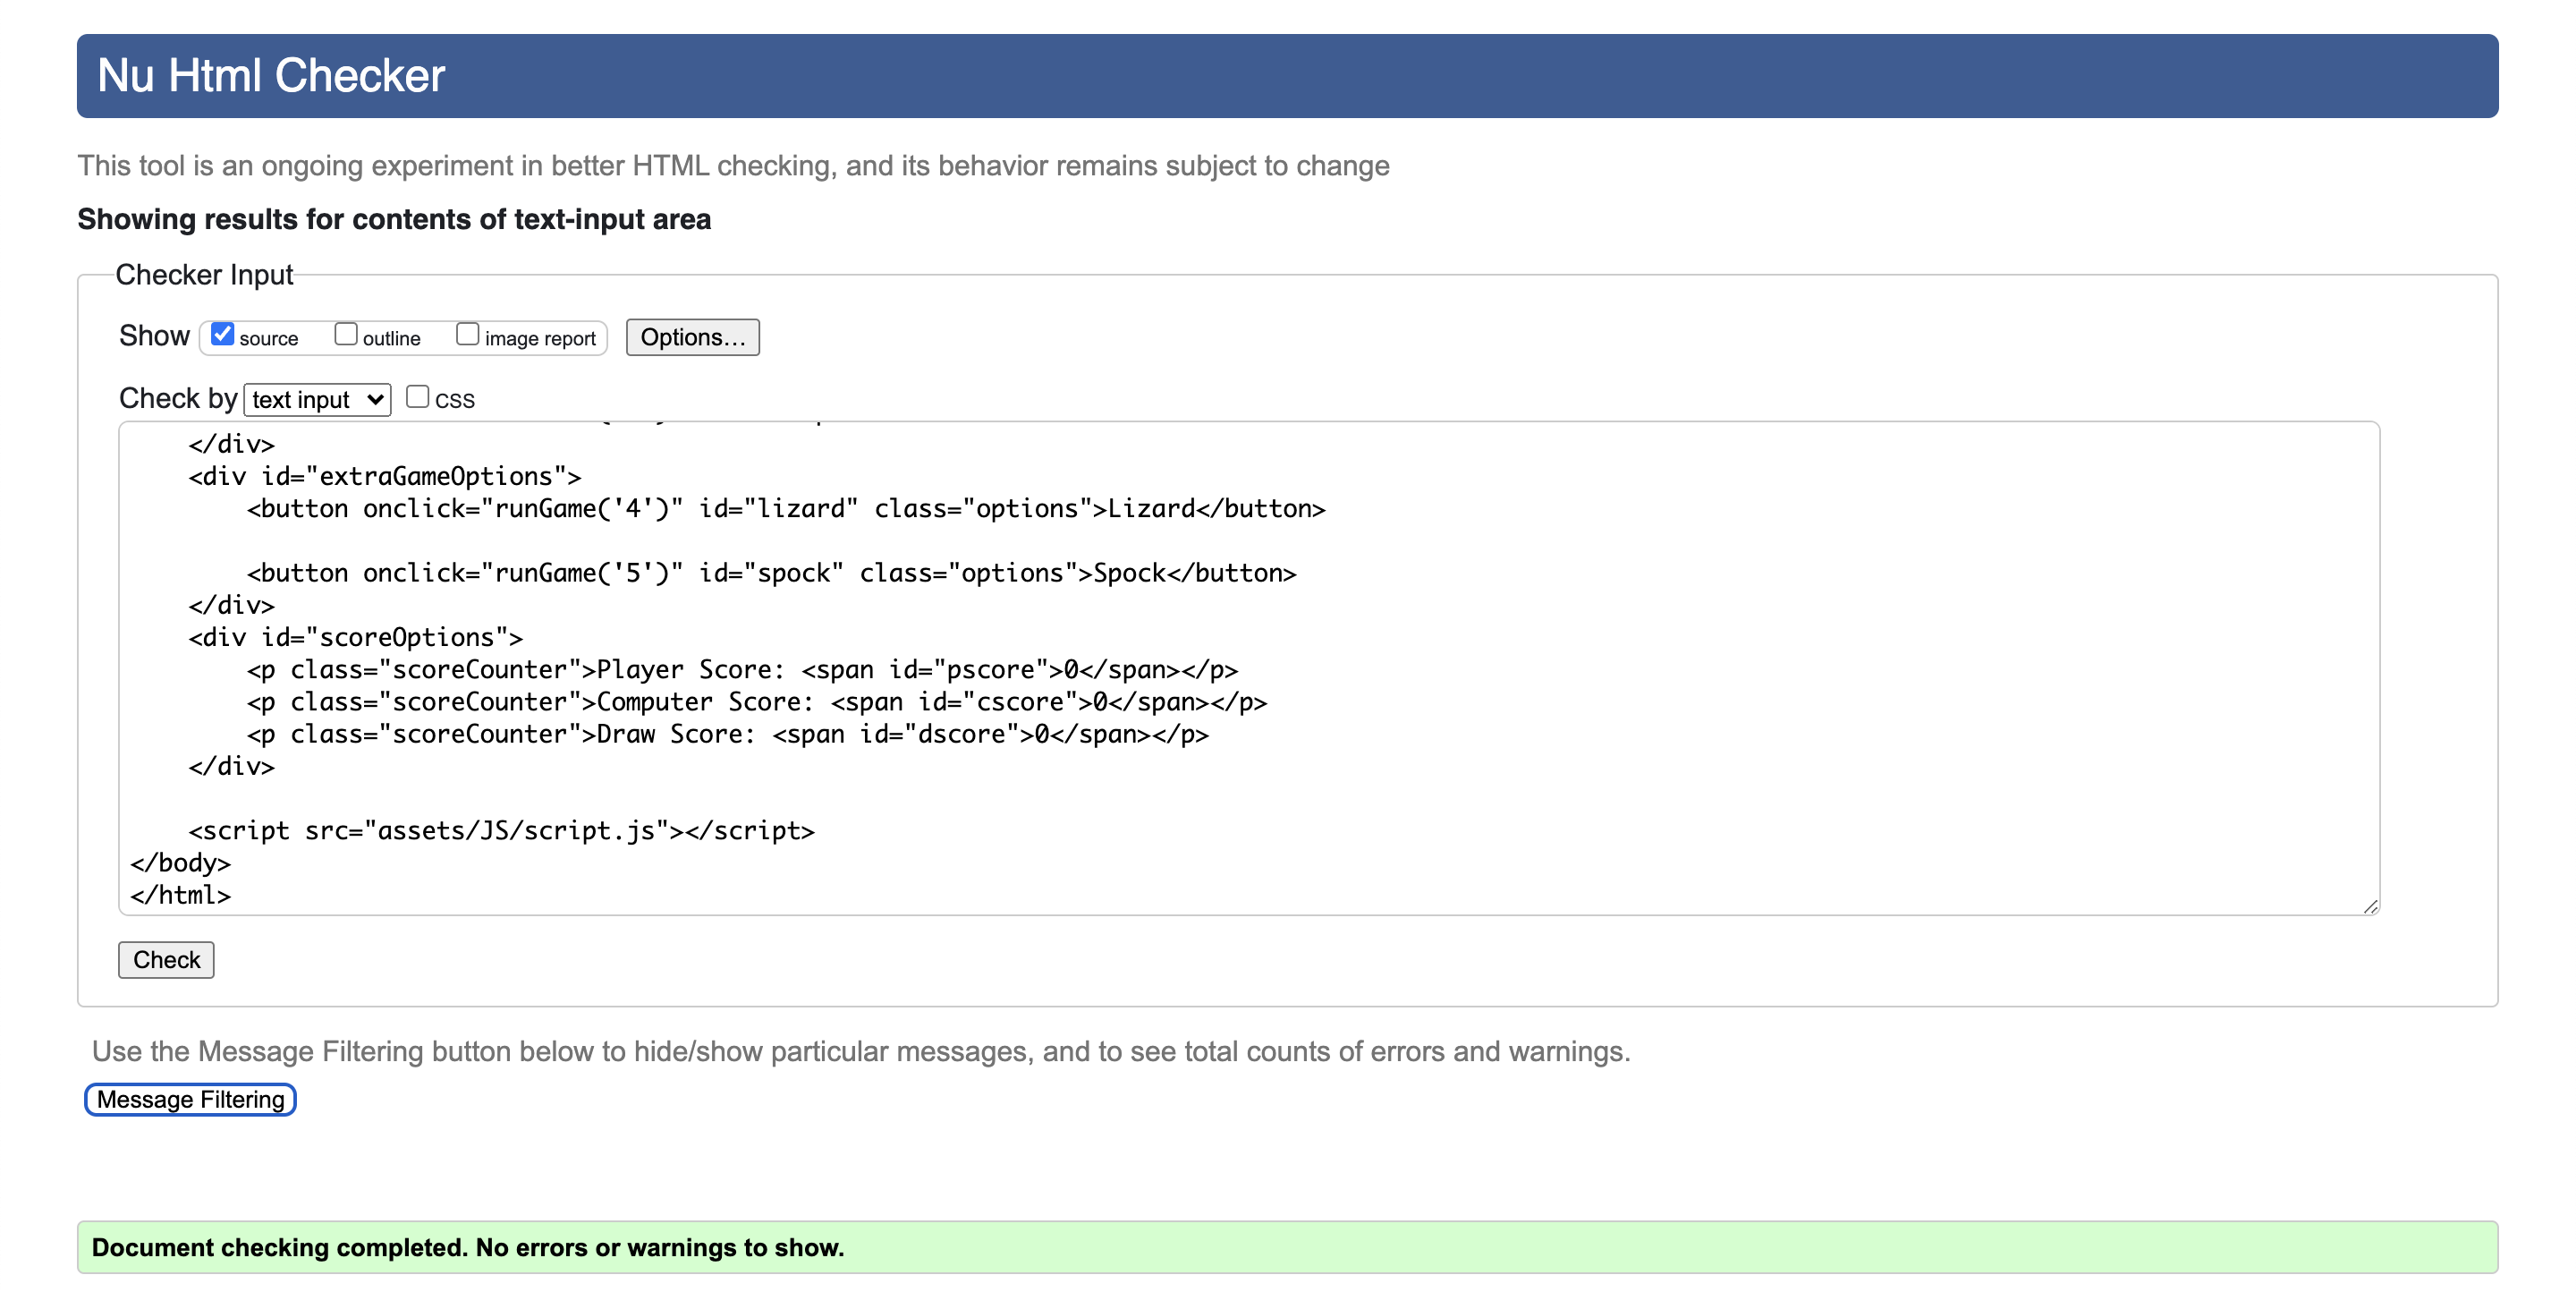 Nu Html Checker
This tool is an ongoing experiment in better HTML checking, and its behavior remains subject to change
Showing results for contents of text-input area
Checker Input
Show source outline image report Options...
Check by text input CSS
    </div>
    <div id="extraGameOptions">
        <button onclick="runGame('4')" id="lizard" class="options">Lizard</button>
        <button onclick="runGame('5')" id="spock" class="options">Spock</button>
    </div>
    <div id="scoreOptions">
        <p class="scoreCounter">Player Score: <span id="pscore">0</span></p>
        <p class="scoreCounter">Computer Score: <span id="cscore">0</span></p>
        <p class="scoreCounter">Draw Score: <span id="dscore">0</span></p>
    </div>
    <script src="assets/JS/script.js"></script>
</body>
</html>
Check
Use the Message Filtering button below to hide/show particular messages, and to see total counts of errors and warnings.
Message Filtering
Document checking completed. No errors or warnings to show.